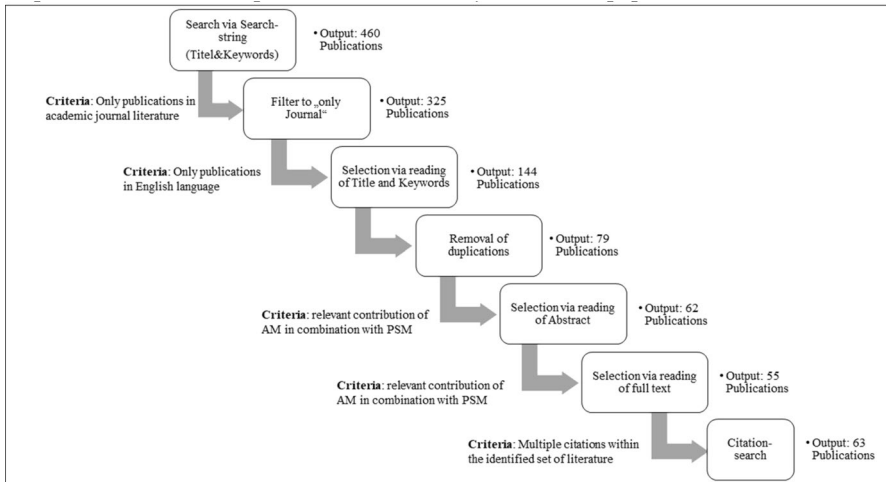 Search via Search-
string
(Titel&Keywords)
• Output: 460
Publications
Criteria: Only publications in
academic journal literature
Filter to „only
Journal“
• Output: 325
Publications
Criteria: Only publications
in English language
Selection via reading
of Title and Keywords
• Output: 144
Publications
Removal of
duplications
• Output: 79
Publications
Criteria: relevant contribution of
AM in combination with PSM
Selection via reading
of Abstract
• Output: 62
Publications
Criteria: relevant contribution of
AM in combination with PSM
Selection via reading
of full text
• Output: 55
Publications
Criteria: Multiple citations within
the identified set of literature
Citation-
search
• Output: 63
Publications